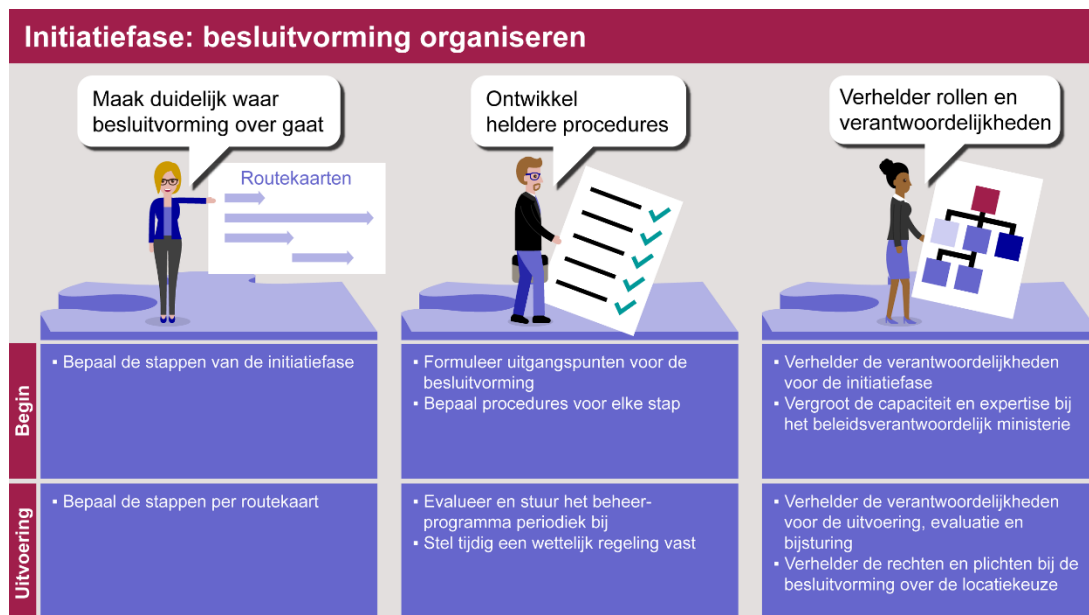 Initiatiefase: besluitvorming organiseren
Maak duidelijk waar
besluitvorming over gaat
Ontwikkel
heldere procedures
Verhelder rollen en
verantwoordelijkheden
Routekaarten
Begin
▪ Bepaal de stappen van de initiatiefase
▪ Formuleer uitgangspunten voor de
besluitvorming
▪ Bepaal procedures voor elke stap
▪ Verhelder de verantwoordelijkheden
voor de initiatiefase
▪ Vergroot de capaciteit en expertise bij
het beleidsverantwoordelijk ministerie
Uitvoering
▪ Bepaal de stappen per routekaart
▪ Evalueer en stuur het beheer-
programma periodiek bij
▪ Stel tijdig een wettelijk regeling vast
▪ Verhelder de verantwoordelijkheden
voor de uitvoering, evaluatie en
bijsturing
▪ Verhelder de rechten en plichten bij de
besluitvorming over de locatiekeuze